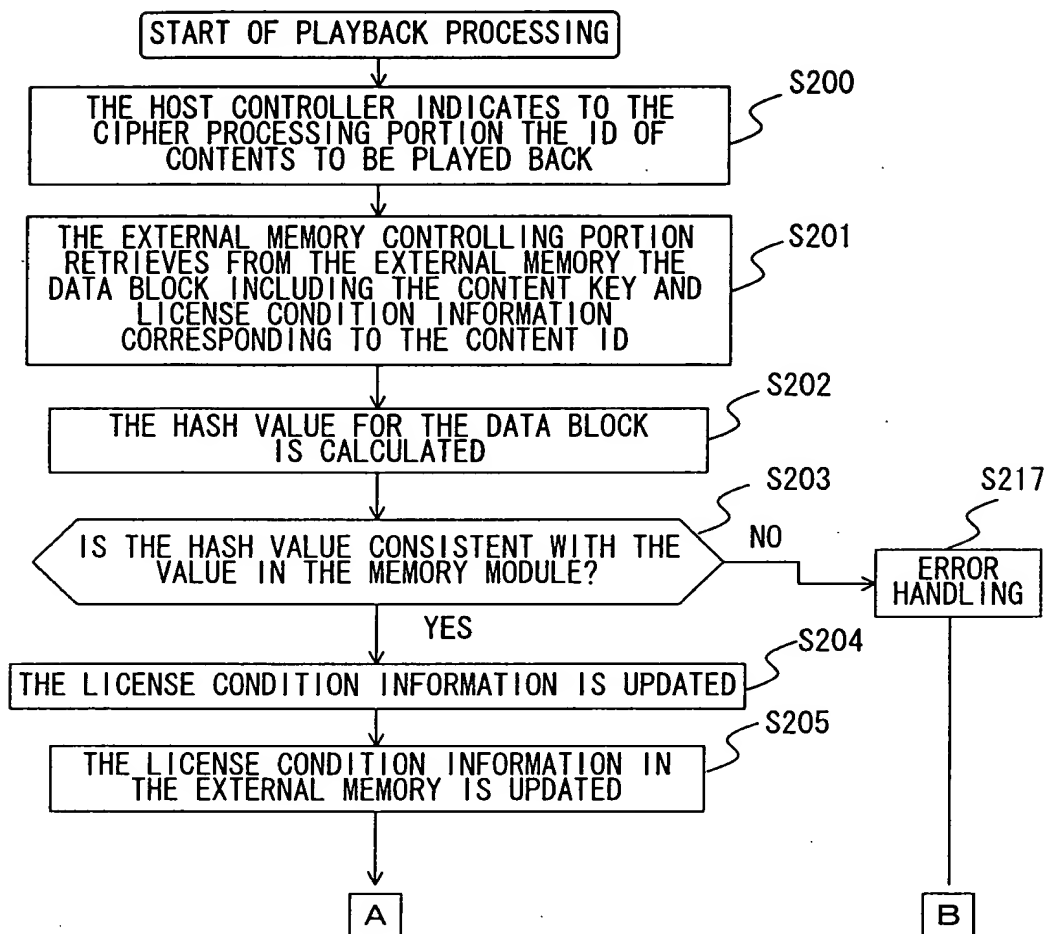 START OF PLAYBACK PROCESSING
S200
THE HOST CONTROLLER INDICATES TO THE
CIPHER PROCESSING PORTION THE ID OF
CONTENTS TO BE PLAYED BACK
S201
THE EXTERNAL MEMORY CONTROLLING PORTION
RETRIEVES FROM THE EXTERNAL MEMORY THE
DATA BLOCK INCLUDING THE CONTENT KEY AND
LICENSE CONDITION INFORMATION
CORRESPONDING TO THE CONTENT ID
S202
THE HASH VALUE FOR THE DATA BLOCK
IS CALCULATED
S203
IS THE HASH VALUE CONSISTENT WITH THE
VALUE IN THE MEMORY MODULE?
NO
S217
ERROR
HANDLING
YES
S204
THE LICENSE CONDITION INFORMATION IS UPDATED
S205
THE LICENSE CONDITION INFORMATION IN
THE EXTERNAL MEMORY IS UPDATED
A
B